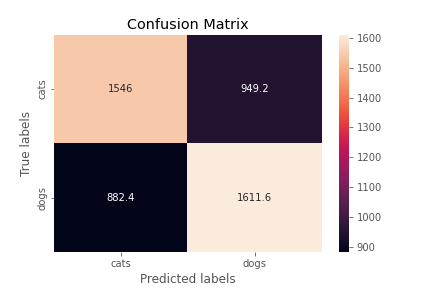 Confusion Matrix
1600
1500
1400
1300
1200
1100
1000
900
cats
dogs
True labels
1546
949.2
882.4
1611.6
cats
dogs
Predicted labels